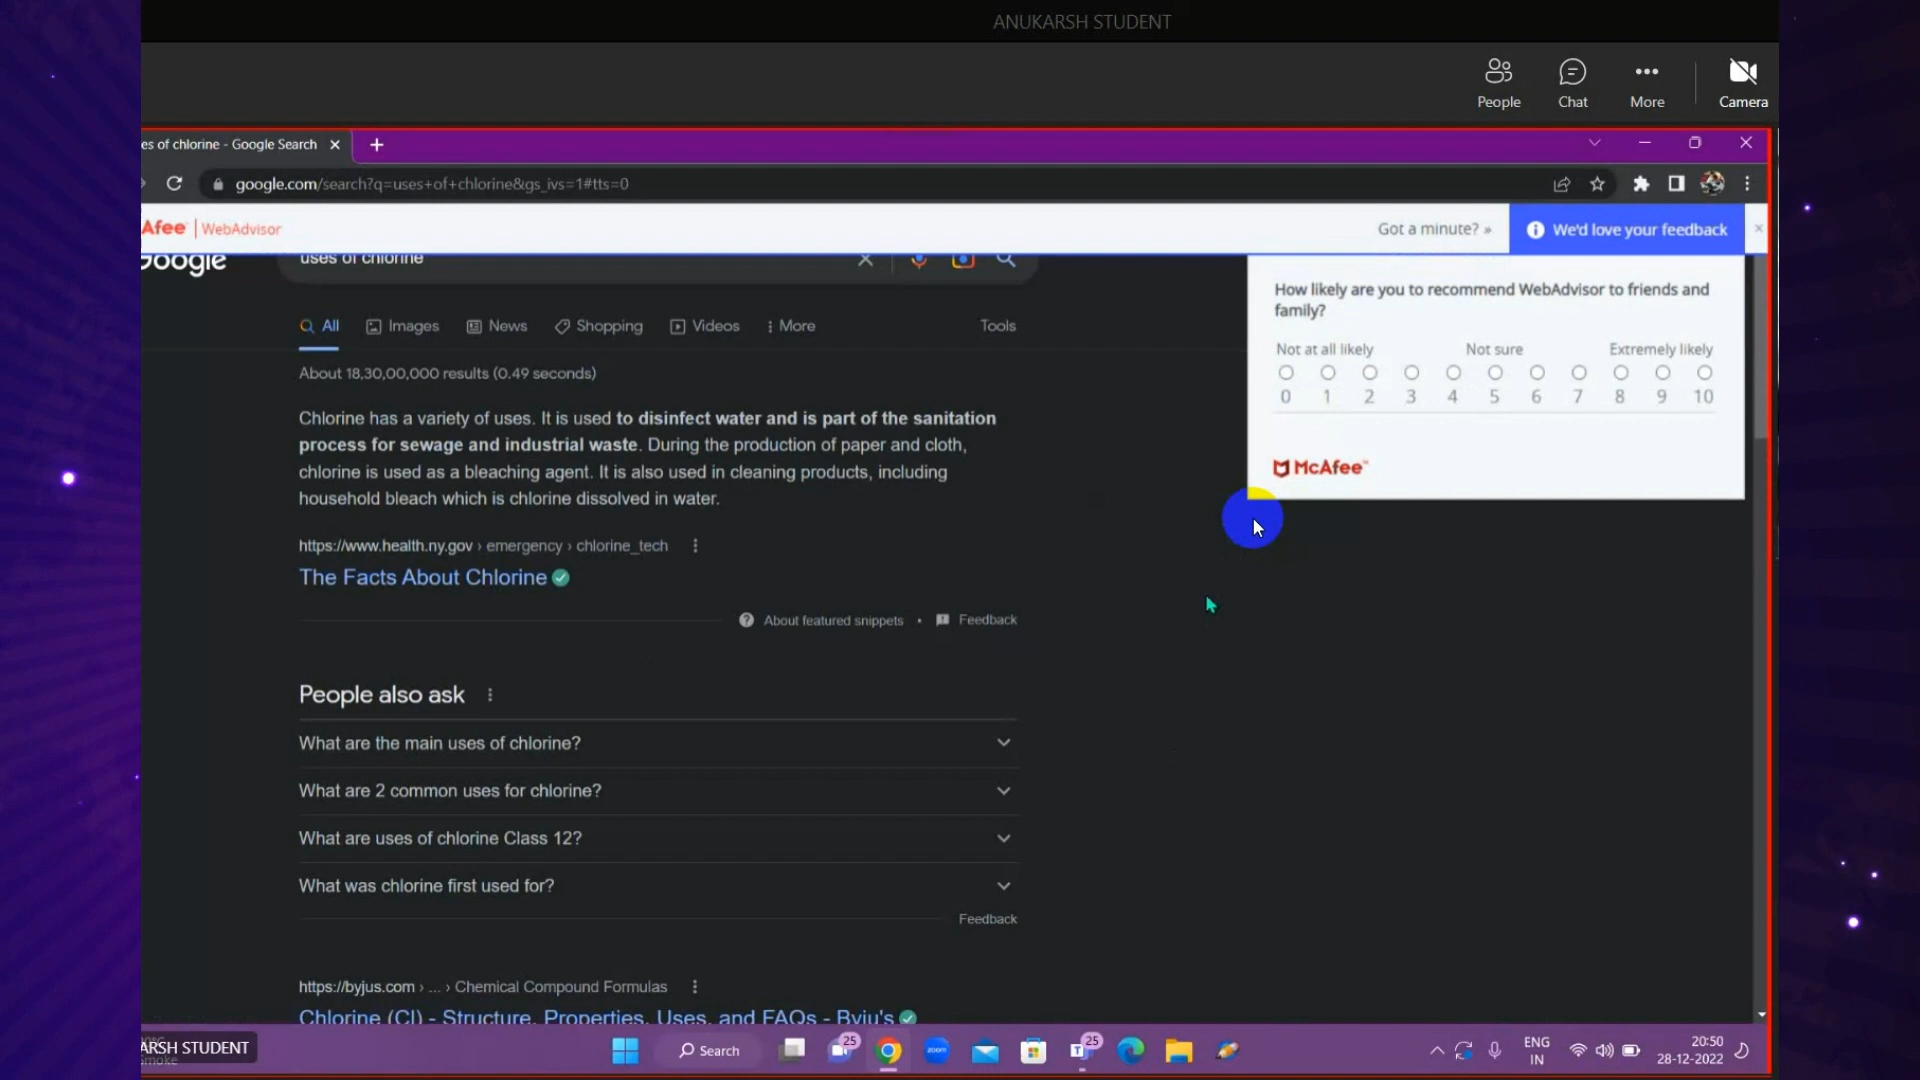 ANUKARSH STUDENT
People
Chat
More
Camera
es of chlorine - Google Search
google.com/search?q=uses+of+chlorine&gs_ivs=1#tts=0
Afee | WebAdvisor
Got a minute? »
We'd love your feedback
Google
uses of chlorine
How likely are you to recommend WebAdvisor to friends and
family?
Not at all likely Not sure Extremely likely
0 1 2 3 4 5 6 7 8 9 10
McAfee™
All
Images
News
Shopping
Videos
More
Tools
About 18,30,00,000 results (0.49 seconds)
Chlorine has a variety of uses. It is used to disinfect water and is part of the sanitation
process for sewage and industrial waste. During the production of paper and cloth,
chlorine is used as a bleaching agent. It is also used in cleaning products, including
household bleach which is chlorine dissolved in water.
https://www.health.ny.gov › emergency › chlorine_tech
The Facts About Chlorine
About featured snippets • Feedback
People also ask
What are the main uses of chlorine?
What are 2 common uses for chlorine?
What are uses of chlorine Class 12?
What was chlorine first used for?
Feedback
https://byjus.com › ... › Chemical Compound Formulas
Chlorine (Cl) - Structure, Properties, Uses, and FAQs - Byju's
ARSH STUDENT
Search
25
zoom
25
ENG
IN
20:50
28-12-2022